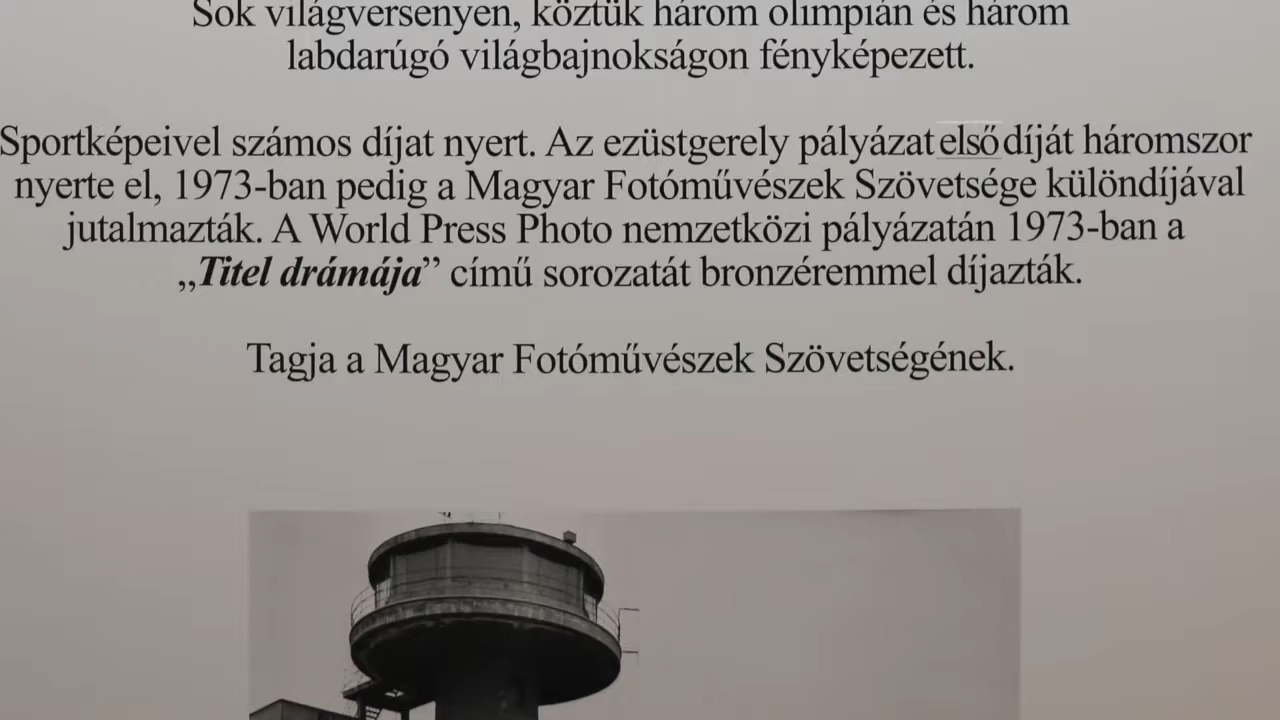 Sok világversenyen, köztük három olimpián és három
labdarúgó világbajnokságon fényképezett.
Sportképeivel számos díjat nyert. Az ezüstgerely pályázat első díját háromszor
nyerte el, 1973-ban pedig a Magyar Fotóművészek Szövetsége különdíjával
jutalmazták. A World Press Photo nemzetközi pályázatán 1973-ban a
„Titel drámája” című sorozatát bronzéremmel díjazták.
Tagja a Magyar Fotóművészek Szövetségének.